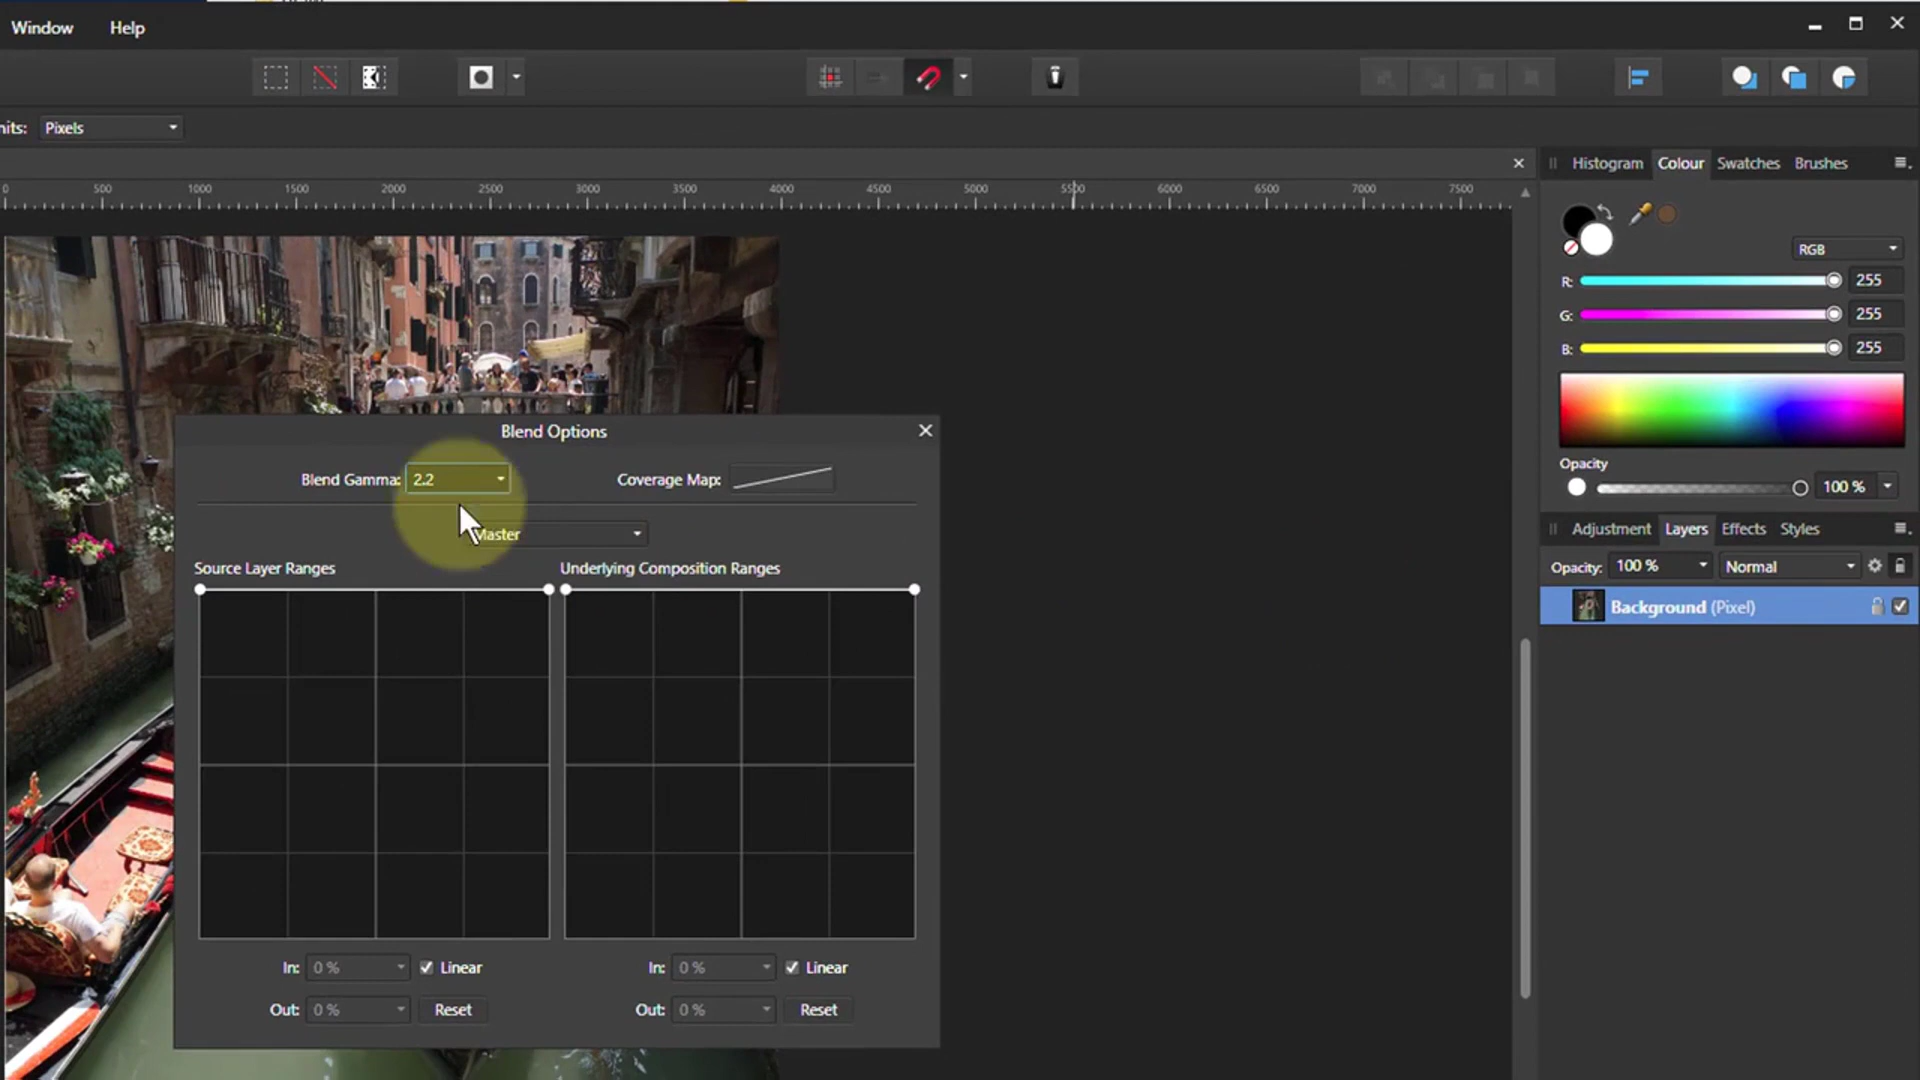 Window Help
nits: Pixels
Histogram Colour Swatches Brushes
0 500 1000 1500 2000 2500 3000 3500 4000 4500 5000 5500 6000 6500 7000 7500
RGB
R: 255
G: 255
B: 255
Opacity
100 %
Adjustment Layers Effects Styles
Opacity: 100 % Normal
Background (Pixel)
Blend Options
Blend Gamma: 2.2 Coverage Map:
Master
Source Layer Ranges Underlying Composition Ranges
In: 0 % Linear In: 0 % Linear
Out: 0 % Reset Out: 0 % Reset